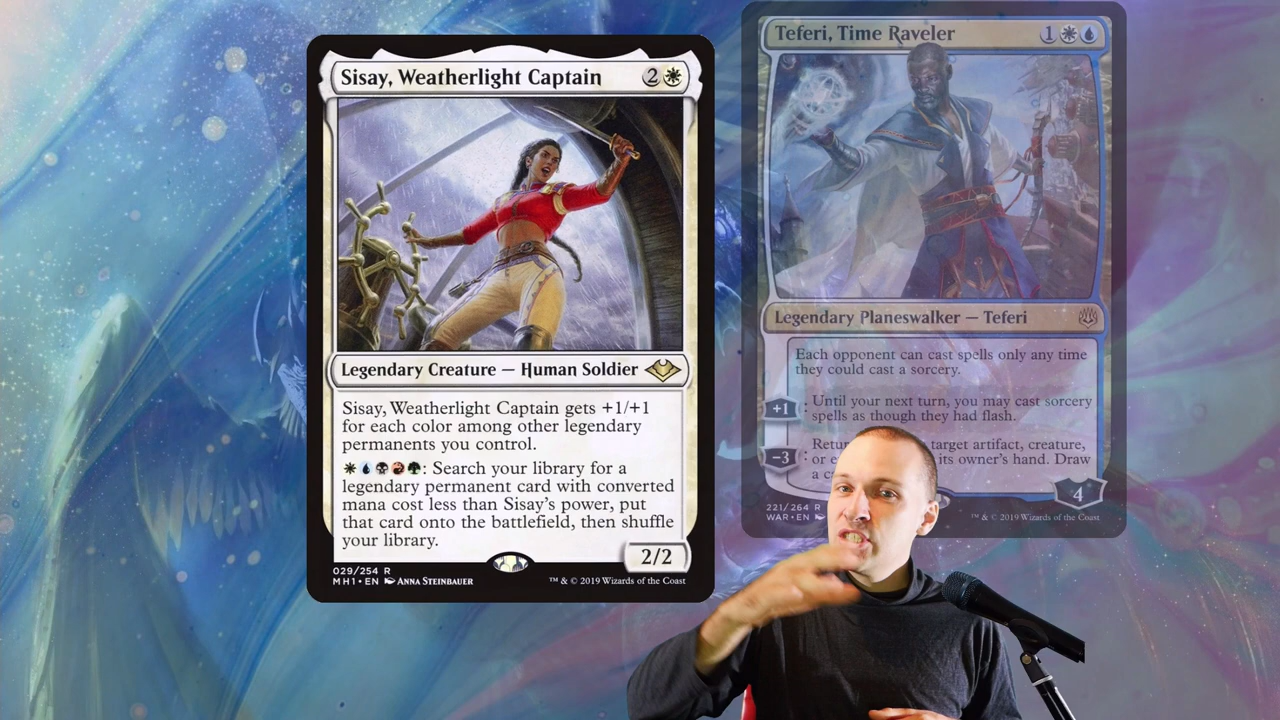 Sisay, Weatherlight Captain 2
Legendary Creature — Human Soldier
Sisay, Weatherlight Captain gets +1/+1
for each color among other legendary
permanents you control.
: Search your library for a
legendary permanent card with converted
mana cost less than Sisay's power, put
that card onto the battlefield, then shuffle
your library.
2/2
029/254 R
MH1 • EN ANNA STEINBAUER
™ & © 2019 Wizards of the Coast
Teferi, Time Raveler 1
Legendary Planeswalker — Teferi
Each opponent can cast spells only any time
they could cast a sorcery.
+1: Until your next turn, you may cast sorcery
spells as though they had flash.
−3: target artifact, creature,
or its owner's hand. Draw
a
4
221/264 R
WAR • EN
™ & © 2019 Wizards of the Coast